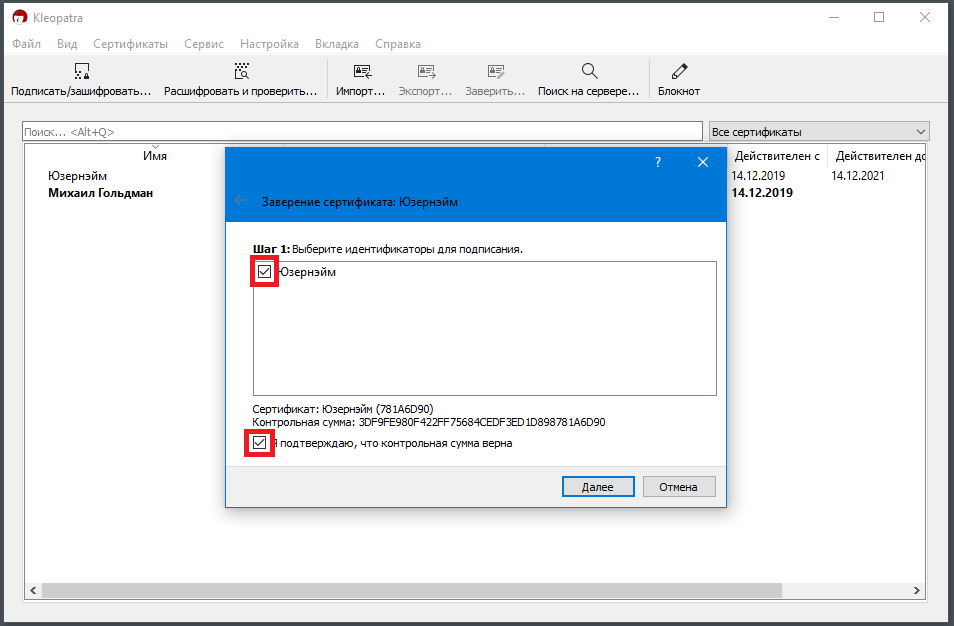 Kleopatra
Файл Вид Сертификаты Сервис Настройка Вкладка Справка
Подписать/зашифровать... Расшифровать и проверить... Импорт... Экспорт... Заверить... Поиск на сервере... Блокнот
Поиск... <Alt+Q> Все сертификаты
Имя Действителен с Действителен до
Юзернэйм 14.12.2019 14.12.2021
Михаил Гольдман 14.12.2019
?
Заверение сертификата: Юзернэйм
Шаг 1: Выберите идентификаторы для подписания.
Юзернэйм
Сертификат: Юзернэйм (781A6D90)
Контрольная сумма: 3DF9FE980F422FF75684CEDF3ED1D898781A6D90
Я подтверждаю, что контрольная сумма верна
Далее Отмена